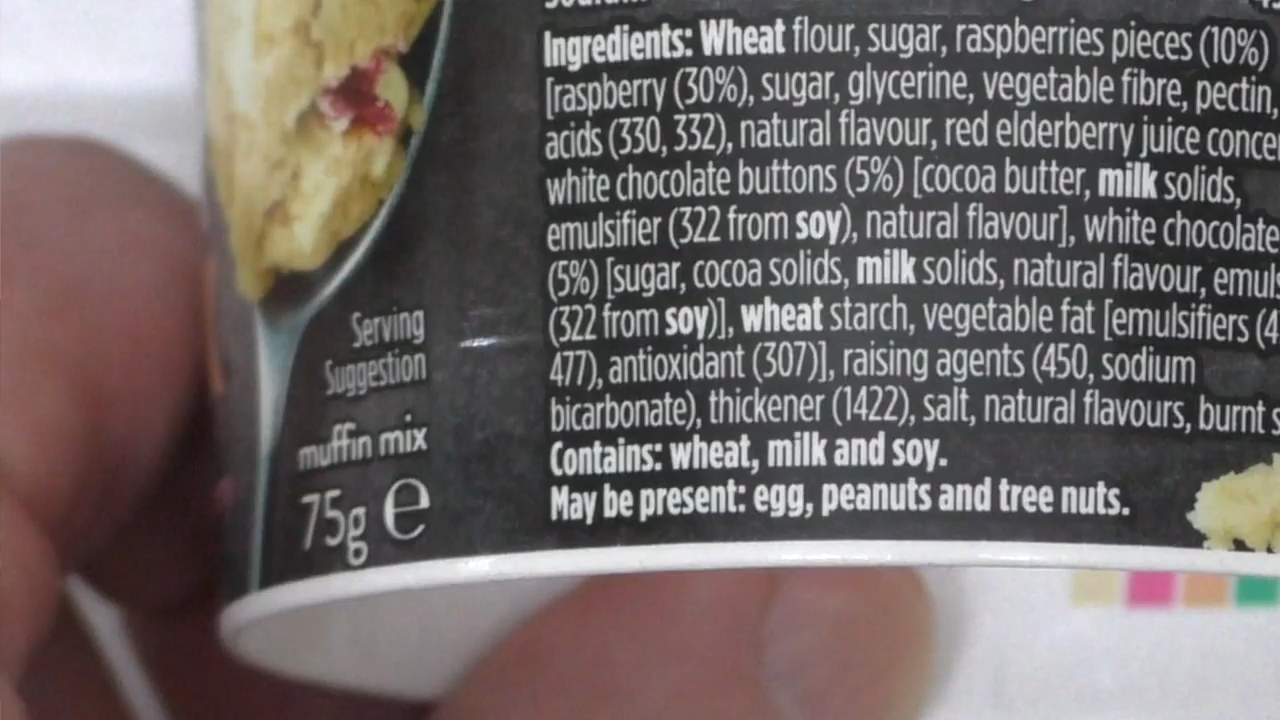 Ingredients: Wheat flour, sugar, raspberries pieces (10%)
[raspberry (30%), sugar, glycerine, vegetable fibre, pectin,
acids (330, 332), natural flavour, red elderberry juice
white chocolate buttons (5%) [cocoa butter, milk solids,
emulsifier (322 from soy), natural flavour], white chocolate
(5%) [sugar, cocoa solids, milk solids, natural flavour,
(322 from soy)], wheat starch, vegetable fat [emulsifiers
477), antioxidant (307)], raising agents (450, sodium
bicarbonate), thickener (1422), salt, natural flavours, burnt
Contains: wheat, milk and soy.
May be present: egg, peanuts and tree nuts.
Serving
Suggestion
muffin mix
75g e